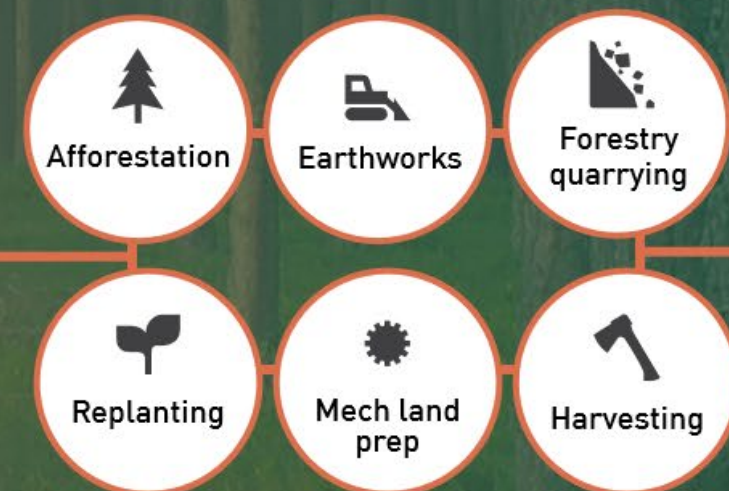 Afforestation
Earthworks
Forestry
quarrying
Replanting
Mech land
prep
Harvesting